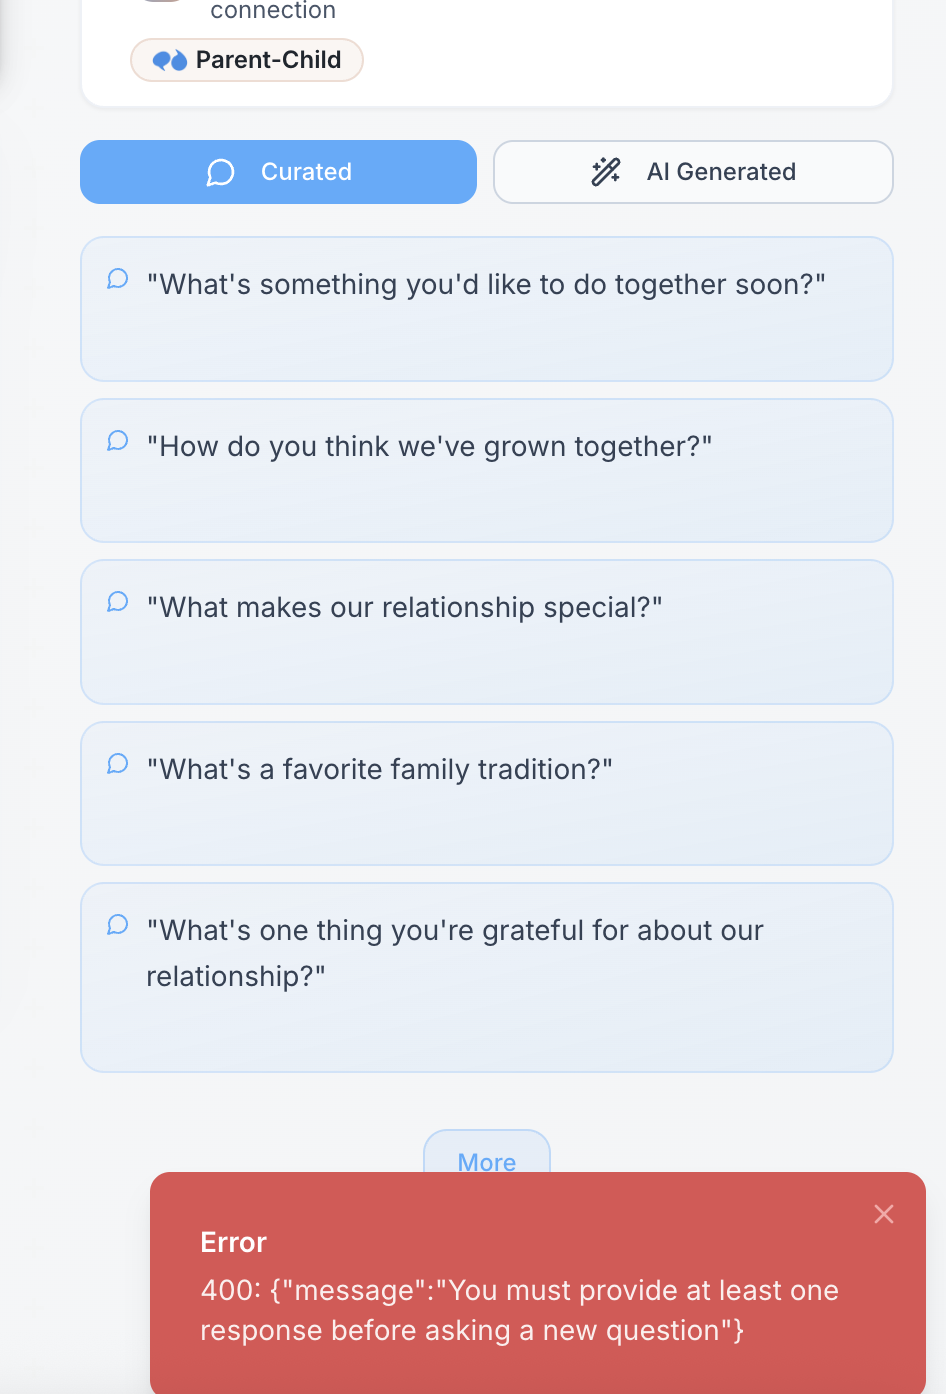 connection
Parent-Child
Curated
AI Generated
"What's something you'd like to do together soon?"
"How do you think we've grown together?"
"What makes our relationship special?"
"What's a favorite family tradition?"
"What's one thing you're grateful for about our
relationship?"
More
Error
400: {"message":"You must provide at least one
response before asking a new question"}